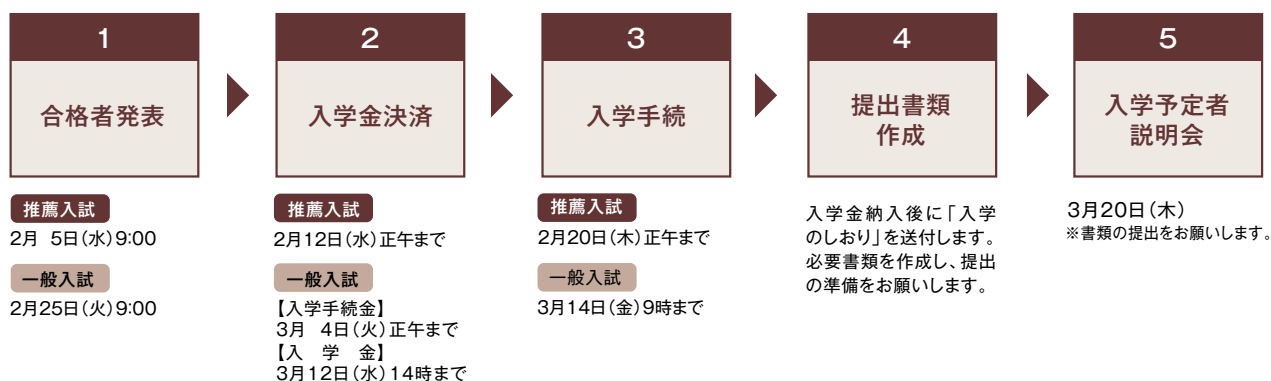 1
合格者発表
推薦入試
2月 5日(水)9:00
一般入試
2月25日(火)9:00
2
入学金決済
推薦入試
2月12日(水)正午まで
一般入試
【入学手続金】
3月 4日(火)正午まで
【入 学 金】
3月12日(水)14時まで
3
入学手続
推薦入試
2月20日(木)正午まで
一般入試
3月14日(金)9時まで
4
提出書類
作成
入学金納入後に「入学
のしおり」を送付します。
必要書類を作成し、提出
の準備をお願いします。
5
入学予定者
説明会
3月20日(木)
※書類の提出をお願いします。